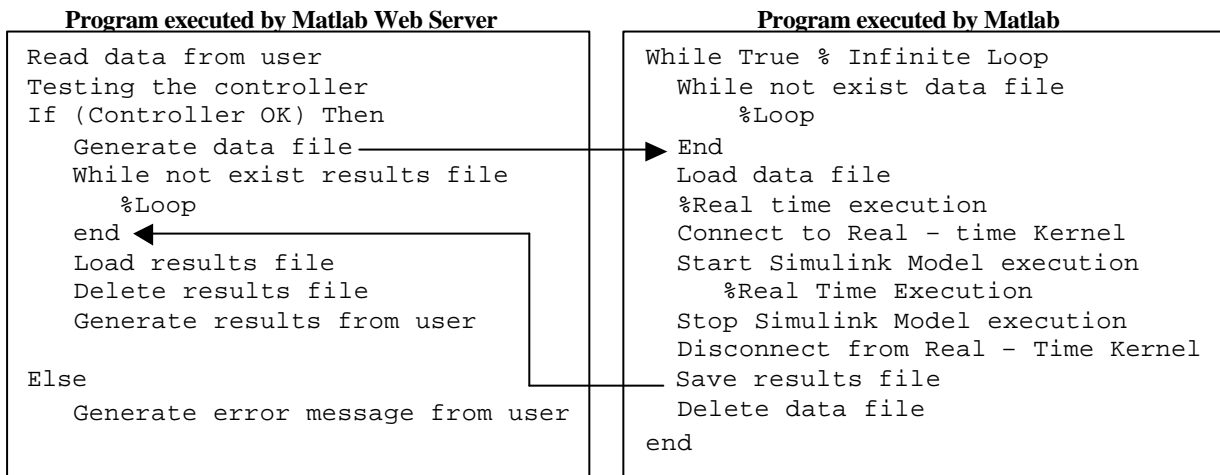 Program executed by Matlab Web Server
Read data from user
Testing the controller
If (Controller OK) Then
Generate data file
While not exist results file
%Loop
end
Load results file
Delete results file
Generate results from user
Else
Generate error message from user
Program executed by Matlab
While True % Infinite Loop
While not exist data file
%Loop
End
Load data file
%Real time execution
Connect to Real – time Kernel
Start Simulink Model execution
%Real Time Execution
Stop Simulink Model execution
Disconnect from Real – Time Kernel
Save results file
Delete data file
end